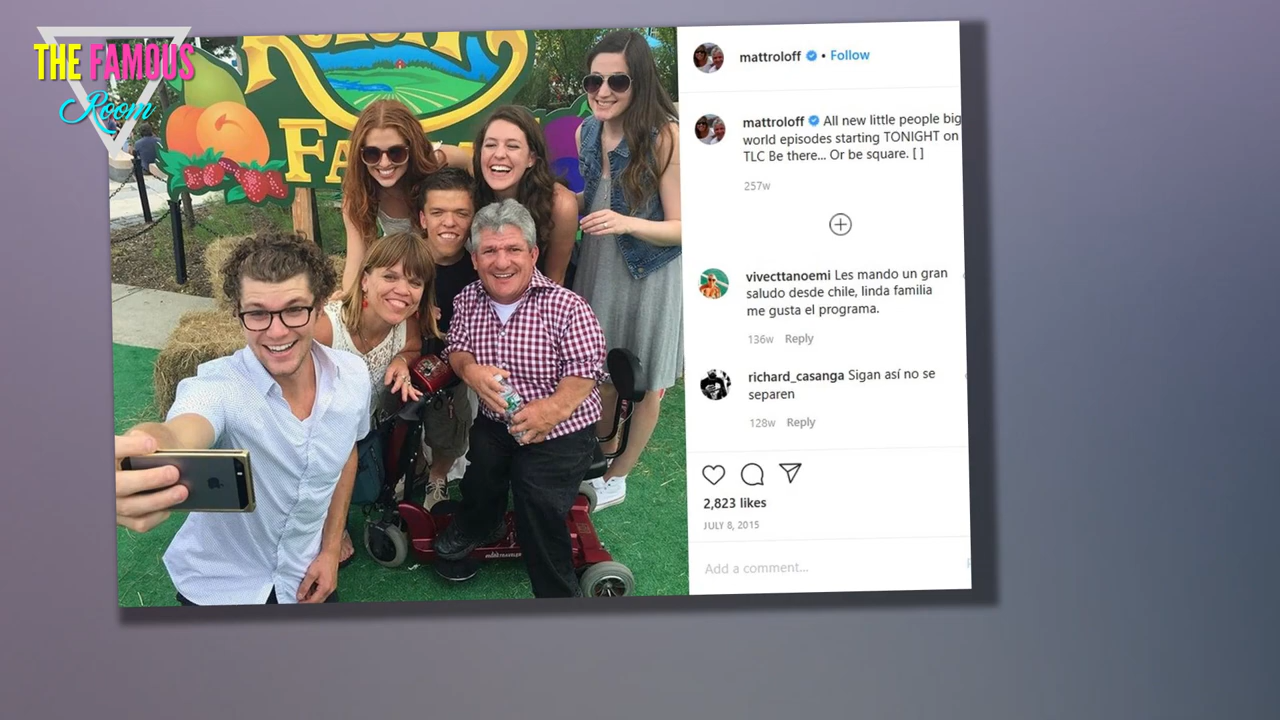 THE FAMOUS
Room
FA
mattroloff • Follow
mattroloff All new little people big
world episodes starting TONIGHT on
TLC Be there... Or be square. [ ]
257w
vivecttanoemi Les mando un gran
saludo desde chile, linda familia
me gusta el programa.
136w Reply
richard_casanga Sigan así no se
separen
128w Reply
2,823 likes
JULY 8, 2015
Add a comment...